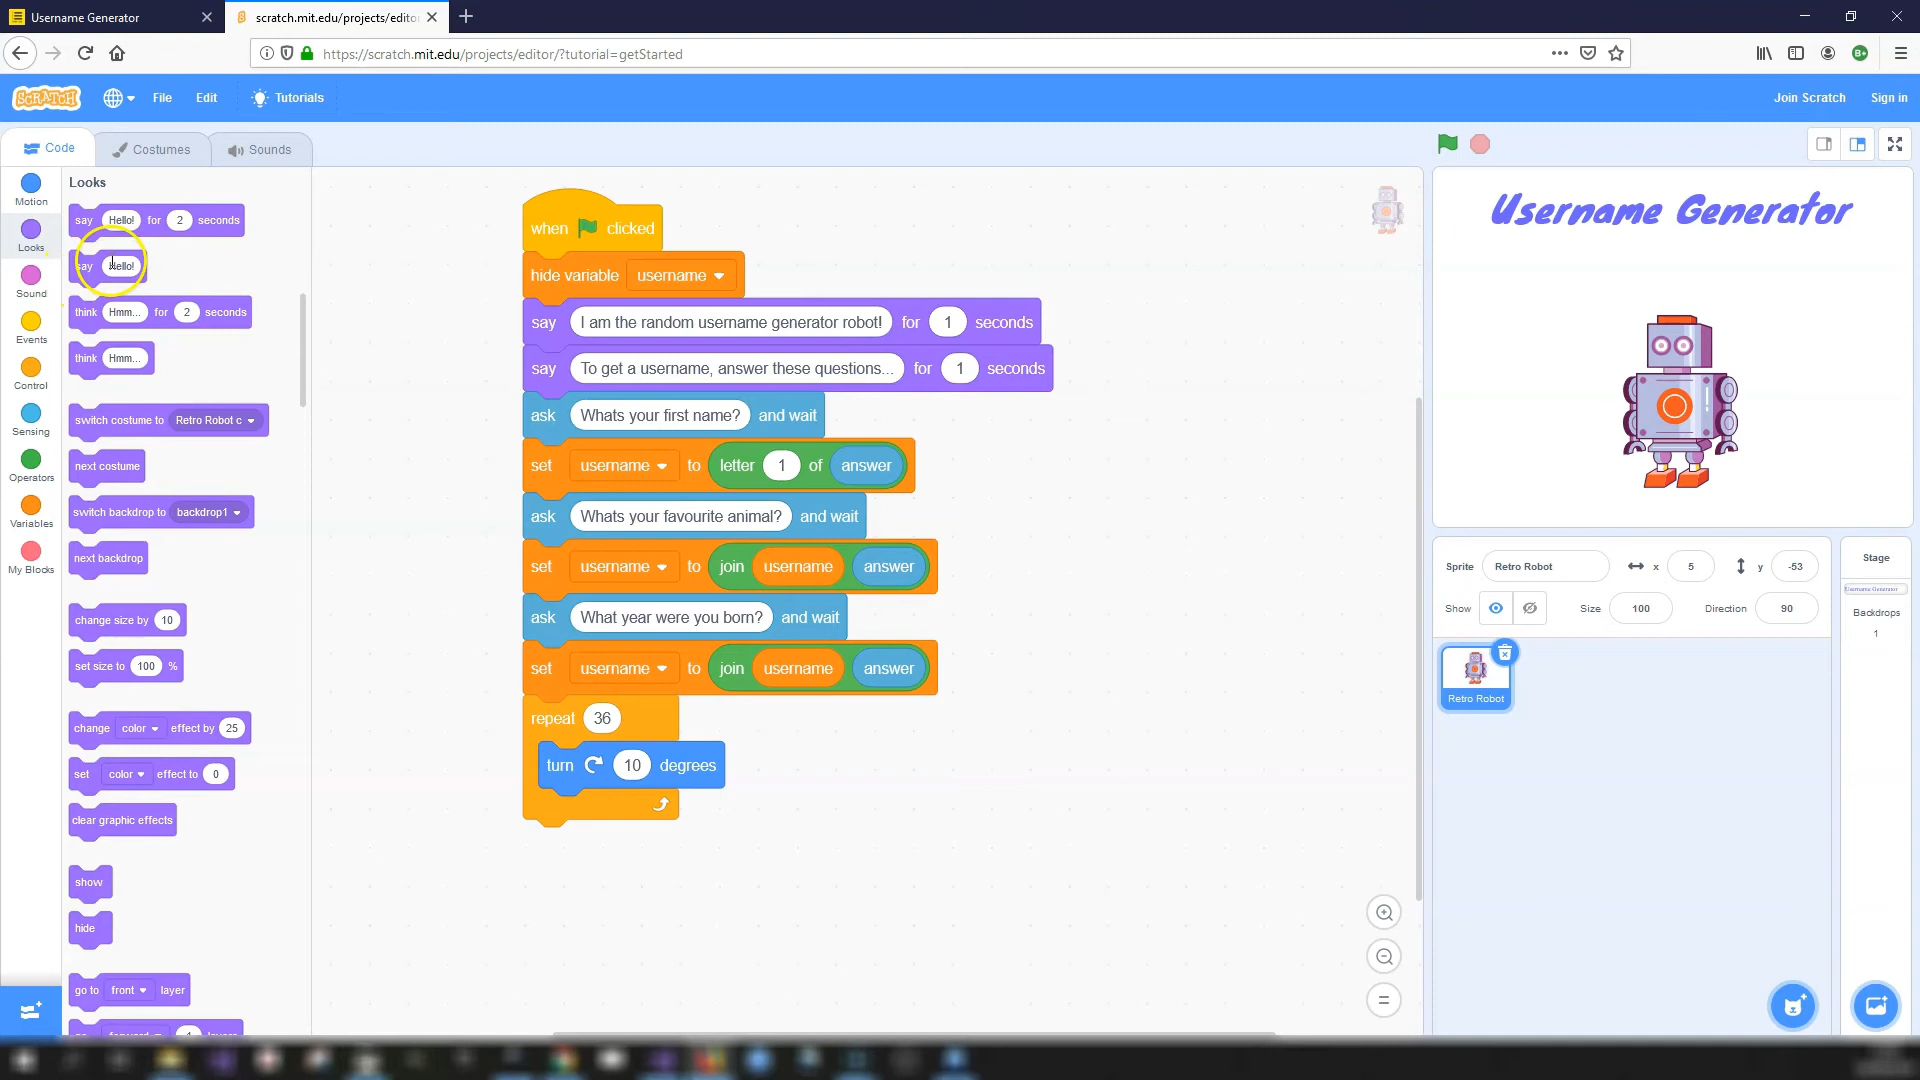 Username Generator
scratch.mit.edu/projects/edito
https://scratch.mit.edu/projects/editor/?tutorial=getStarted
B+
SCRATCH
File
Edit
Tutorials
Join Scratch
Sign in
Code
Costumes
Sounds
Motion
Looks
Sound
Events
Control
Sensing
Operators
Variables
My Blocks
Looks
say Hello! for 2 seconds
say Hello!
think Hmm... for 2 seconds
think Hmm...
switch costume to Retro Robot c
next costume
switch backdrop to backdrop1
next backdrop
change size by 10
set size to 100 %
change color effect by 25
set color effect to 0
clear graphic effects
show
hide
go to front layer
when clicked
hide variable username
say I am the random username generator robot! for 1 seconds
say To get a username, answer these questions... for 1 seconds
ask Whats your first name? and wait
set username to letter 1 of answer
ask Whats your favourite animal? and wait
set username to join username answer
ask What year were you born? and wait
set username to join username answer
repeat 36
turn 10 degrees
Username Generator
Sprite Retro Robot x 5 y -53
Show Size 100 Direction 90
Retro Robot
Stage
Username Generator
Backdrops
1